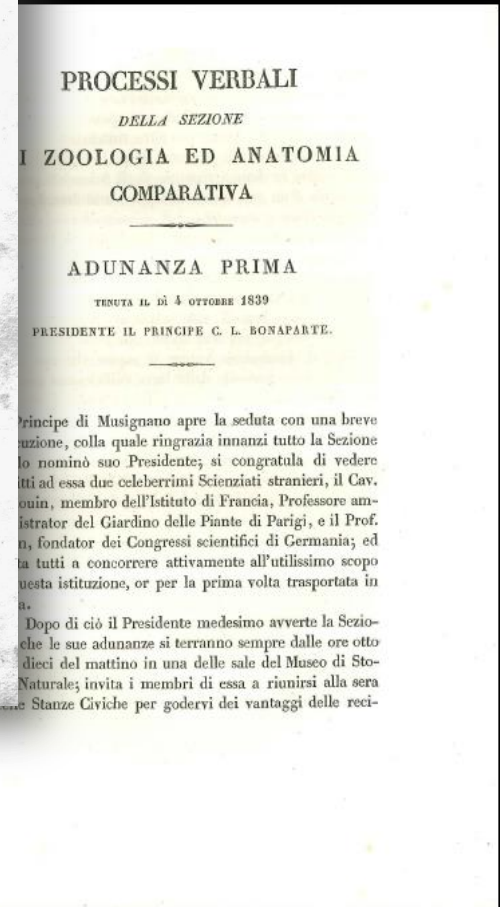 PROCESSI VERBALI
DELLA SEZIONE
ZOOLOGIA ED ANATOMIA
COMPARATIVA
ADUNANZA PRIMA
TENUTA IL DÌ 4 OTTOBRE 1839
PRESIDENTE IL PRINCIPE C. L. BONAPARTE.
Principe di Musignano apre la seduta con una breve
colla quale ringrazia innanzi tutto la Sezione
nominò suo Presidente; si congratula di vedere
ad essa due celeberrimi Scienziati stranieri, il Cav.
membro dell'Istituto di Francia, Professore am-
del Giardino delle Piante di Parigi, e il Prof.
fondator dei Congressi scientifici di Germania; ed
tutti a concorrere attivamente all'utilissimo scopo
istituzione, or per la prima volta trasportata in
Dopo di ciò il Presidente medesimo avverte la Sezio-
che le sue adunanze si terranno sempre dalle ore otto
dieci del mattino in una delle sale del Museo di Sto-
Naturale; invita i membri di essa a riunirsi alla sera
Stanze Civiche per godervi dei vantaggi delle reci-